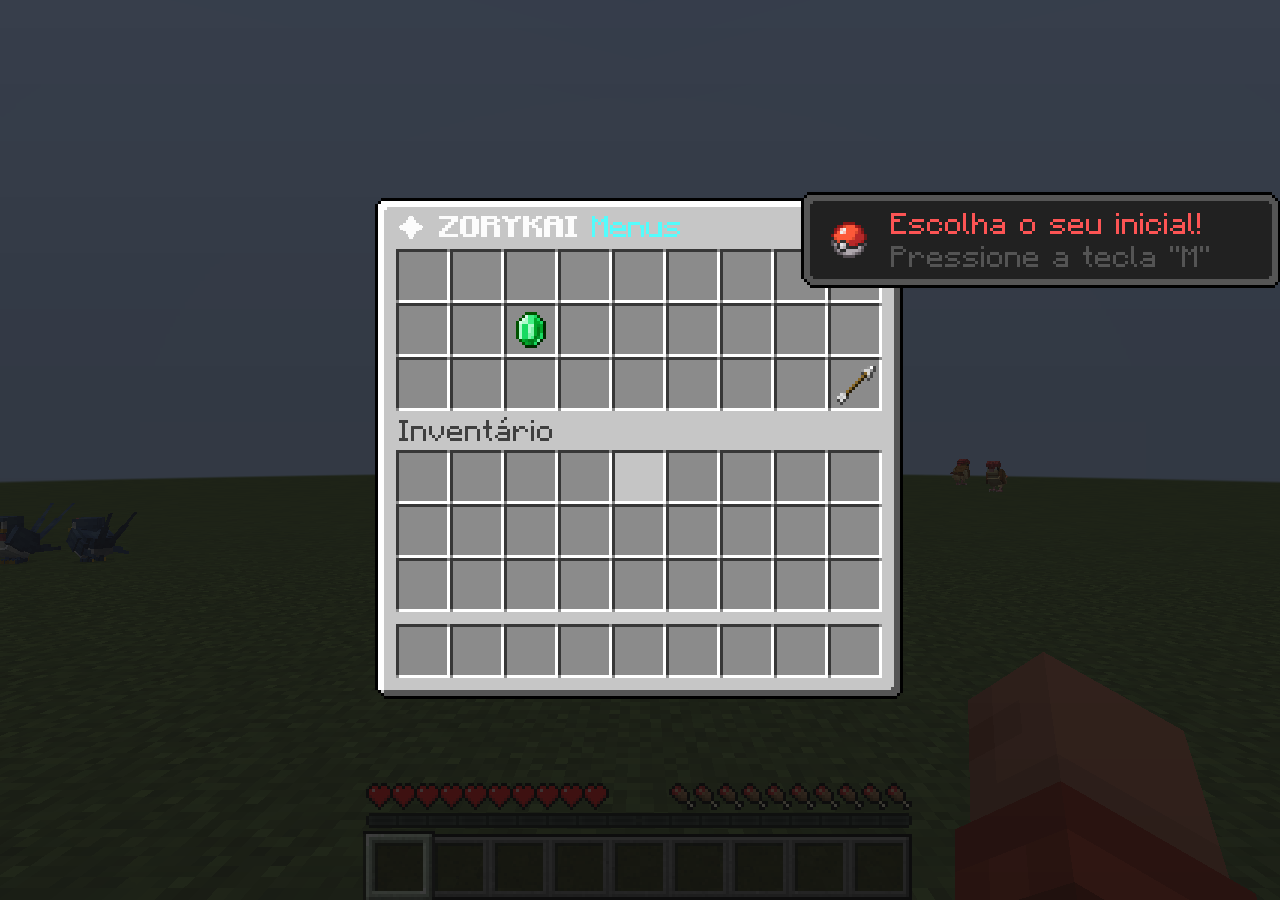 ✦ ZORYKAI Menus
Escolha o seu inicial!
Pressione a tecla "M"
Inventário